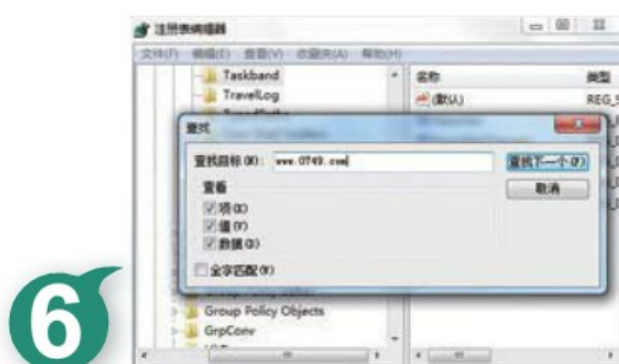 注册表编辑器
文件(F) 编辑(E) 查看(V) 收藏夹(A) 帮助(H)
Taskband
TravelLog
名称
类型
(默认)
REG_S
查找
查找目标(N):
www.0749.com
查找下一个(F)
取消
查看
项(K)
值(V)
数据(D)
全字匹配(W)
Group Policy Objects
GrpConv
6